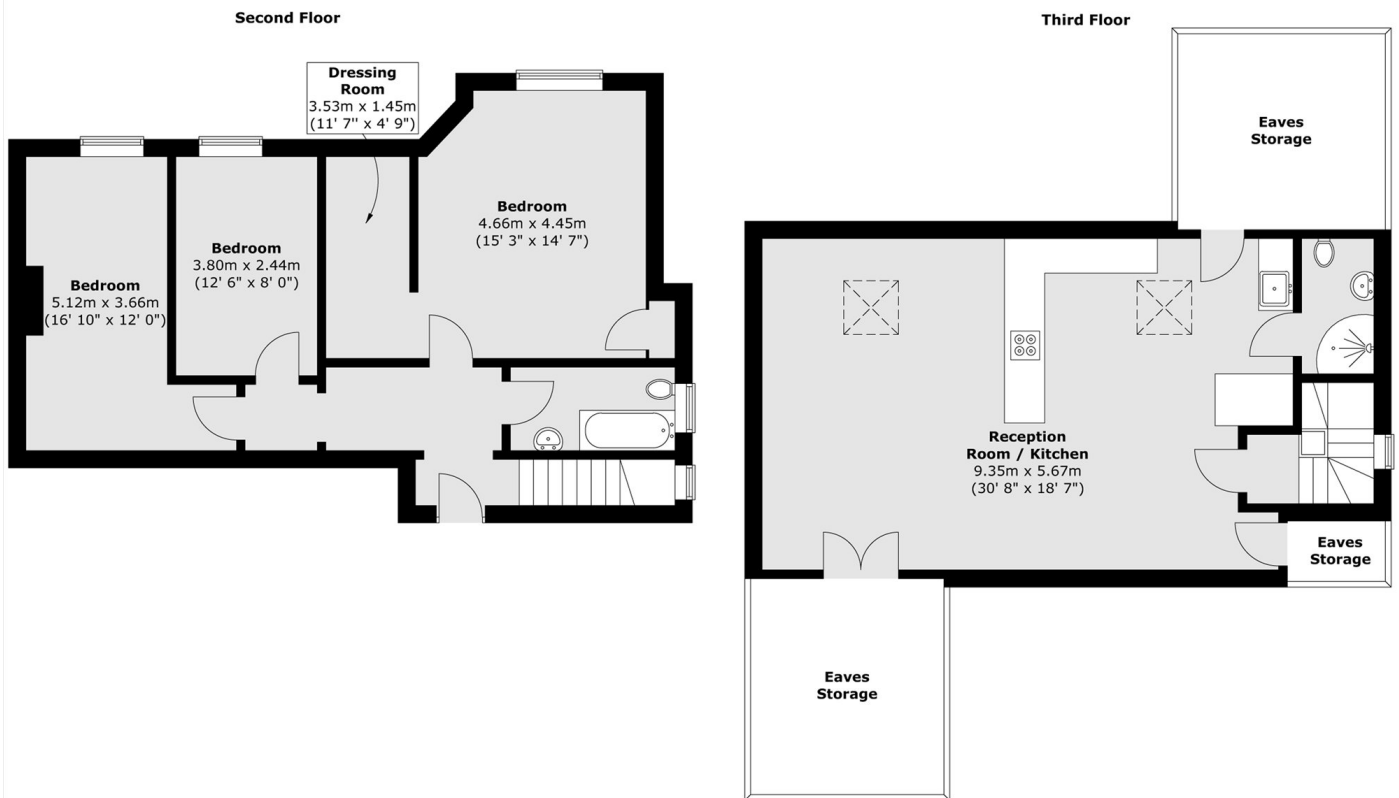 Second Floor
Dressing
Room
3.53m x 1.45m
(11' 7" x 4' 9")
Bedroom
4.66m x 4.45m
(15' 3" x 14' 7")
Bedroom
3.80m x 2.44m
(12' 6" x 8' 0")
Bedroom
5.12m x 3.66m
(16' 10" x 12' 0")
Third Floor
Eaves
Storage
Reception
Room / Kitchen
9.35m x 5.67m
(30' 8" x 18' 7")
Eaves
Storage
Eaves
Storage